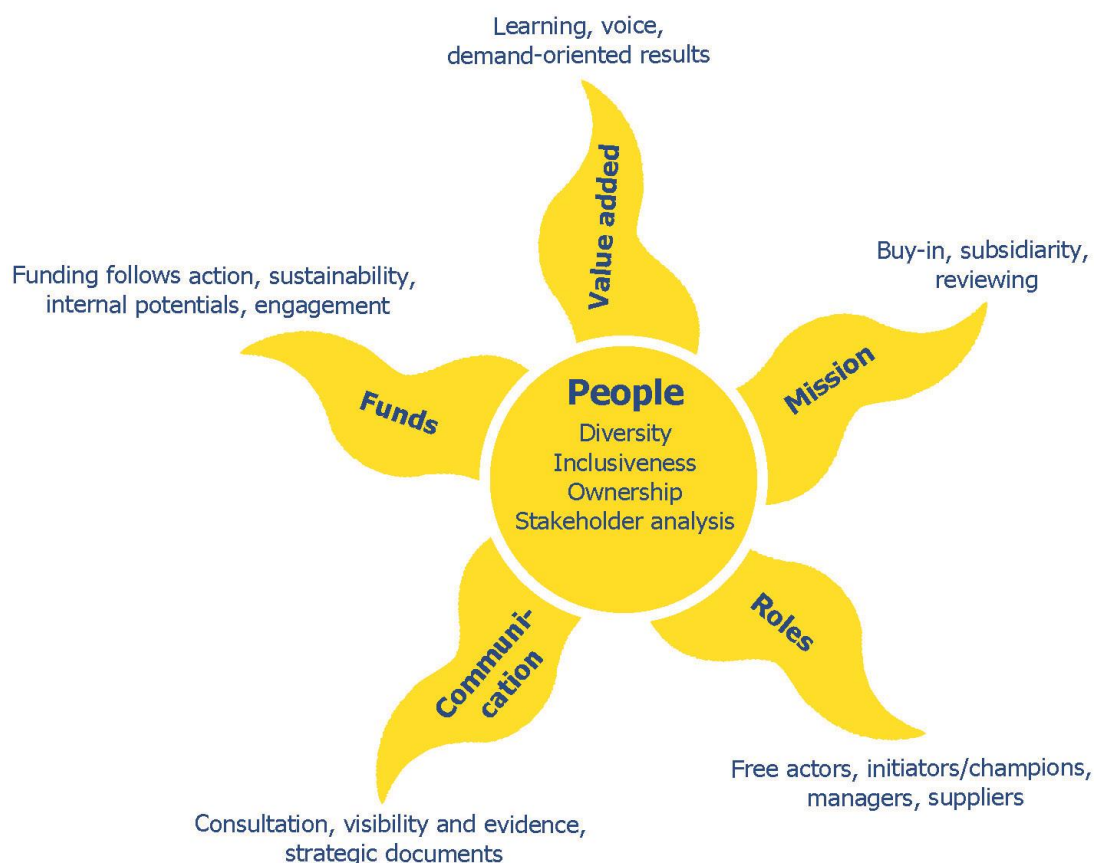 Learning, voice,
demand-oriented results
Value added
Buy-in, subsidiarity,
reviewing
Mission
Funding follows action, sustainability,
internal potentials, engagement
Funds
People
Diversity
Inclusiveness
Ownership
Stakeholder analysis
Roles
Free actors, initiators/champions,
managers, suppliers
Communi-
cation
Consultation, visibility and evidence,
strategic documents